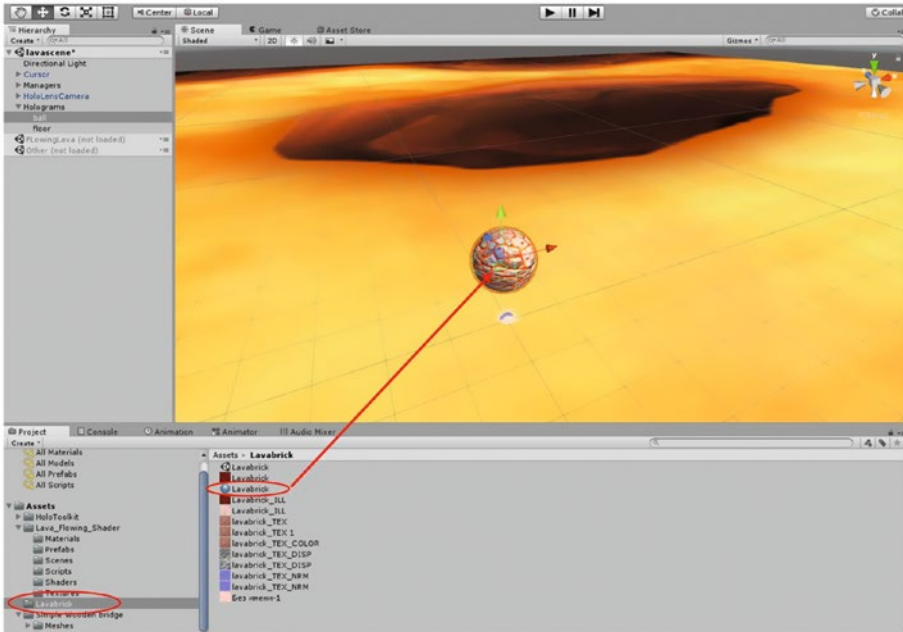 Center Local Collab
Hierarchy
Create All
Scene Game Asset Store
Shaded 2D Gizmos All
lavascene*
Directional Light
Cursor
Managers
HoloLensCamera
Holograms
ball
floor
FLowingLava (not loaded)
Other (not loaded)
y
Project Console Animation Animator Audio Mixer
Create
All Materials
All Models
All Prefabs
All Scripts
Assets
HoloToolkit
Lava_Flowing_Shader
Materials
Prefabs
Scenes
Scripts
Shaders
Textures
Lavabrick
Simple Wooden Bridge
Meshes
Assets Lavabrick
Lavabrick
Lavabrick
Lavabrick
Lavabrick_ILL
Lavabrick_ILL
lavabrick_TEX
lavabrick_TEX 1
lavabrick_TEX_COLOR
lavabrick_TEX_DISP
lavabrick_TEX_DISP
lavabrick_TEX_NRM
lavabrick_TEX_NRM
Без имени-1